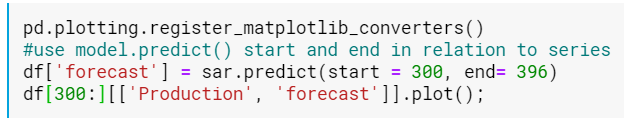 pd.plotting.register_matplotlib_converters()
#use model.predict() start and end in relation to series
df['forecast'] = sar.predict(start = 300, end= 396)
df[300:][['Production', 'forecast']].plot();